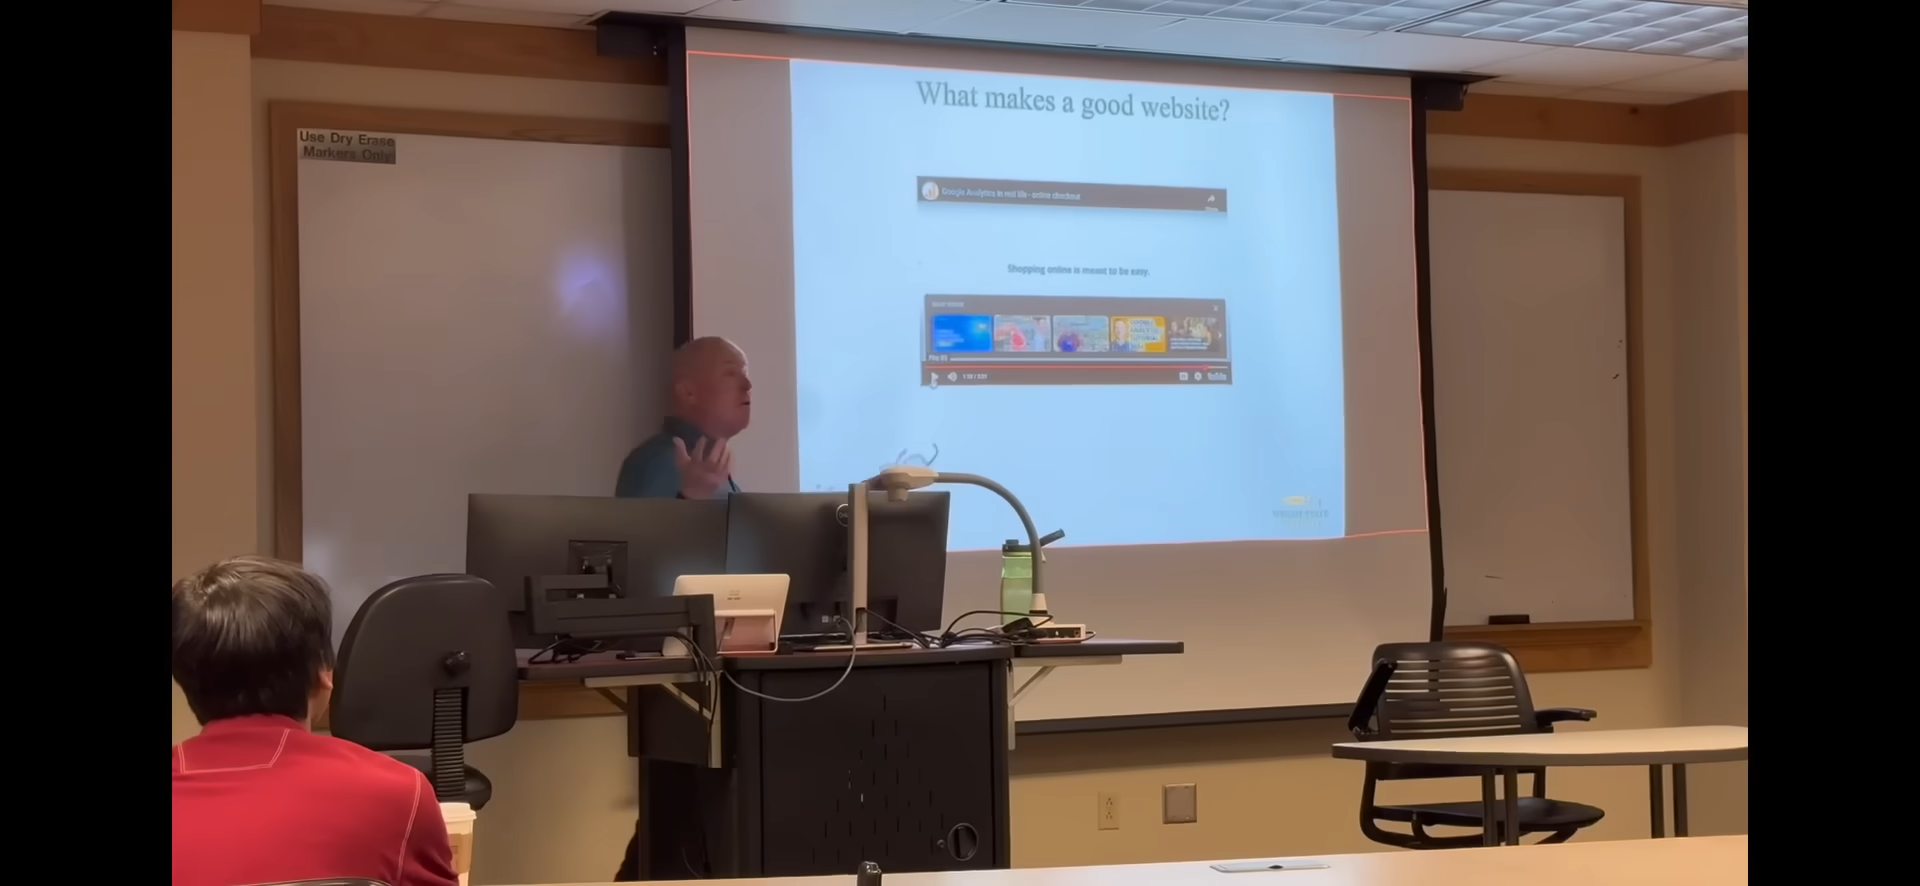 Use Dry Erase
Markers Only
What makes a good website?
Google Analytics in real life - online checkout
Shopping online is meant to be easy.
YouTube